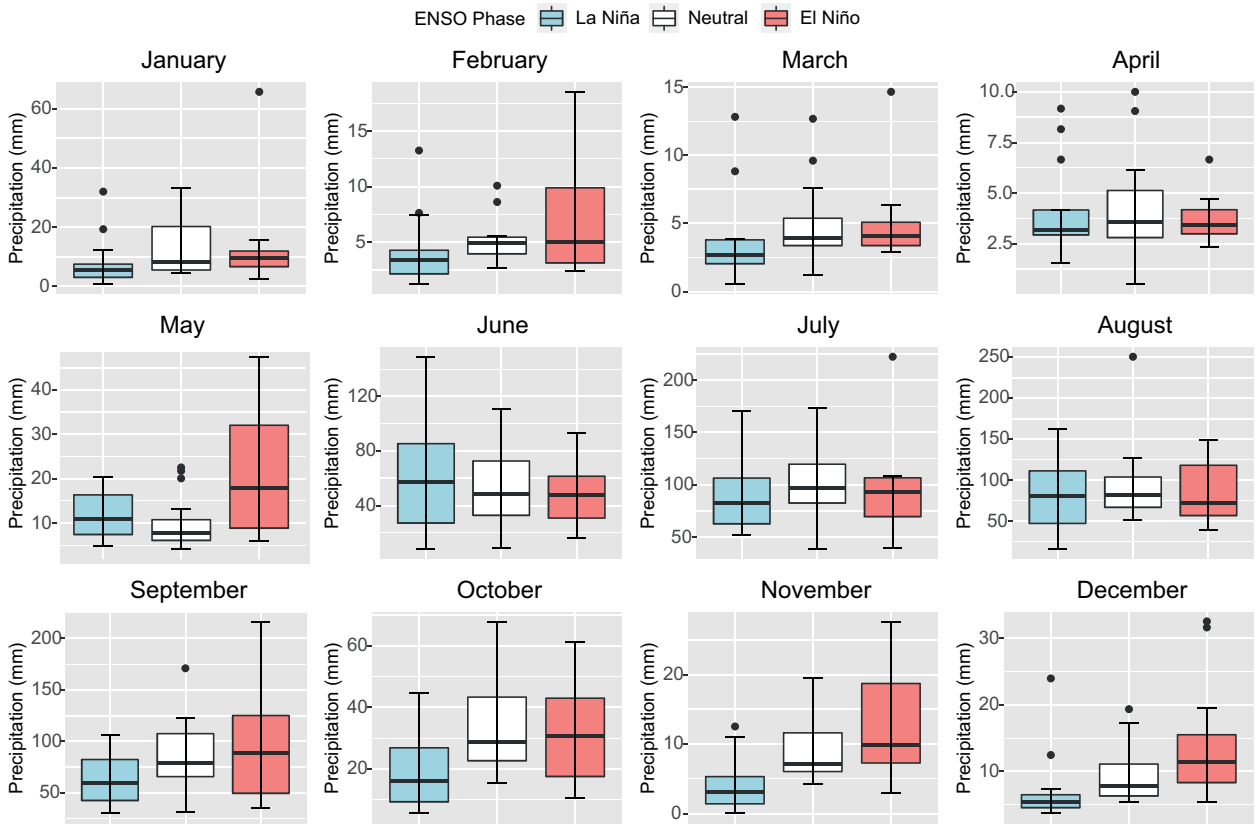 ENSO Phase La Niña Neutral El Niño
January February March April
Precipitation (mm)
60
40
20
0
Precipitation (mm)
15
10
5
Precipitation (mm)
15
10
5
0
Precipitation (mm)
10.0
7.5
5.0
2.5
May June July August
Precipitation (mm)
40
30
20
10
Precipitation (mm)
120
80
40
Precipitation (mm)
200
150
100
50
Precipitation (mm)
250
200
150
100
50
September October November December
Precipitation (mm)
200
150
100
50
Precipitation (mm)
60
40
20
Precipitation (mm)
20
10
0
Precipitation (mm)
30
20
10